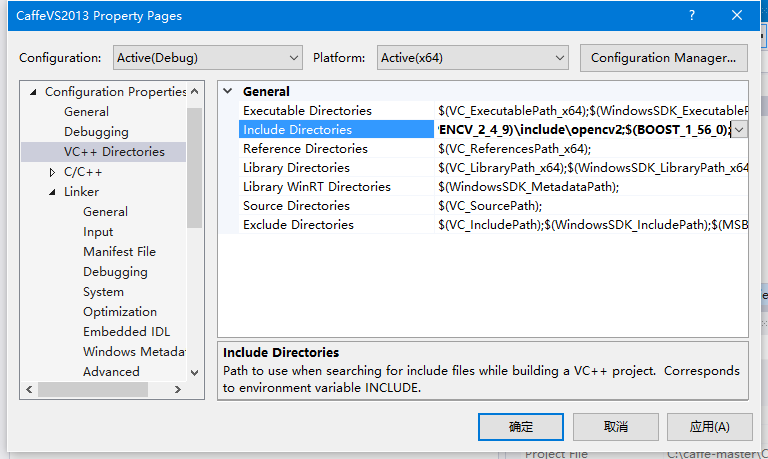 CaffeVS2013 Property Pages
Configuration: Active(Debug) Platform: Active(x64) Configuration Manager...
Configuration Properties
General
Debugging
VC++ Directories
C/C++
Linker
General
Input
Manifest File
Debugging
System
Optimization
Embedded IDL
Windows Metadat
Advanced
General
Executable Directories $(VC_ExecutablePath_x64);$(WindowsSDK_ExecutableP
Include Directories ENCV_2_4_9)\include\opencv2;$(BOOST_1_56_0);
Reference Directories $(VC_ReferencesPath_x64);
Library Directories $(VC_LibraryPath_x64);$(WindowsSDK_LibraryPath_x64
Library WinRT Directories $(WindowsSDK_MetadataPath);
Source Directories $(VC_SourcePath);
Exclude Directories $(VC_IncludePath);$(WindowsSDK_IncludePath);$(MSB
Include Directories
Path to use when searching for include files while building a VC++ project. Corresponds
to environment variable INCLUDE.
确定 取消 应用(A)
Project File C:\caffe-master\C